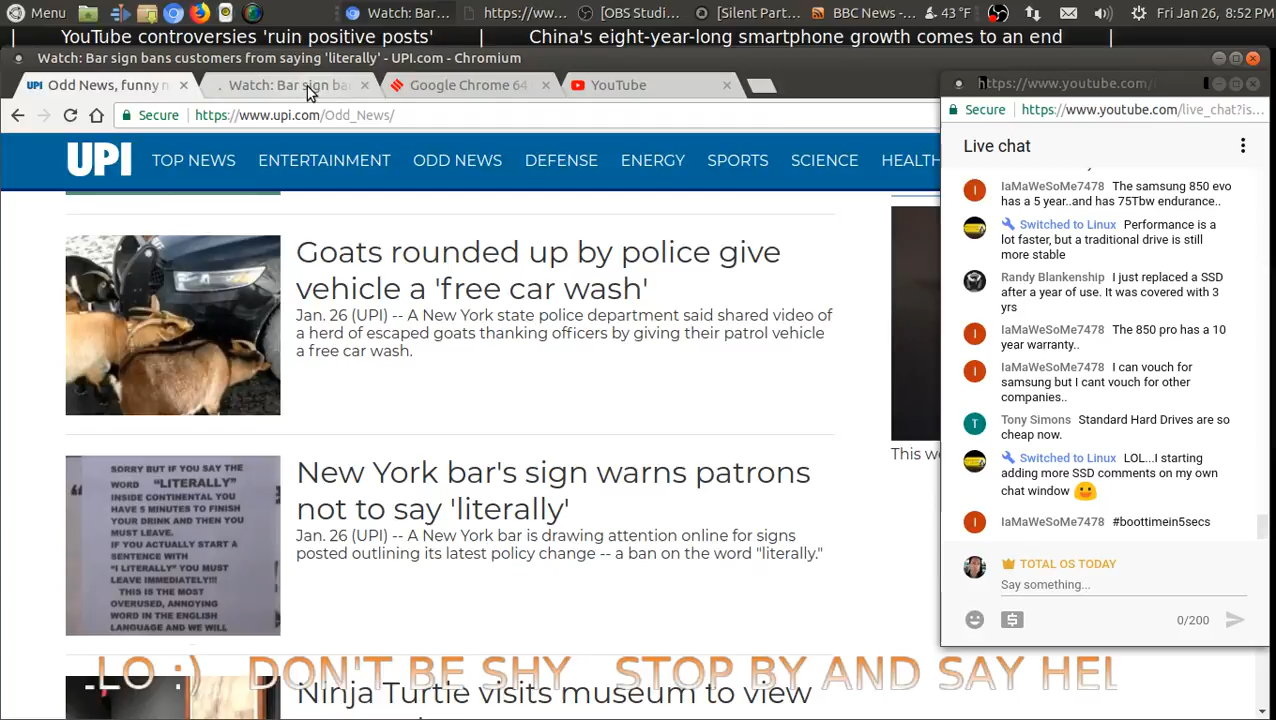 Menu
Watch: Bar...
https://ww...
[OBS Studi...
[Silent Part...
BBC News -...
43 °F
Fri Jan 26, 8:52 PM
| YouTube controversies 'ruin positive posts' | China's eight-year-long smartphone growth comes to an end |
Watch: Bar sign bans customers from saying 'literally' - UPI.com - Chromium
UPI Odd News, funny n
Watch: Bar sign ba
Google Chrome 64
YouTube
Secure
https://www.upi.com/Odd_News/
UPI
TOP NEWS
ENTERTAINMENT
ODD NEWS
DEFENSE
ENERGY
SPORTS
SCIENCE
HEALTH
Goats rounded up by police give
vehicle a 'free car wash'
Jan. 26 (UPI) -- A New York state police department said shared video of
a herd of escaped goats thanking officers by giving their patrol vehicle
a free car wash.
SORRY BUT IF YOU SAY THE
WORD "LITERALLY"
INSIDE CONTINENTAL YOU
HAVE 5 MINUTES TO FINISH
YOUR DRINK AND THEN YOU
MUST LEAVE.
IF YOU ACTUALLY START A
SENTENCE WITH
"I LITERALLY" YOU MUST
LEAVE IMMEDIATELY!!!
THIS IS THE MOST
OVERUSED, ANNOYING
WORD IN THE ENGLISH
LANGUAGE AND WE WILL
New York bar's sign warns patrons
not to say 'literally'
Jan. 26 (UPI) -- A New York bar is drawing attention online for signs
posted outlining its latest policy change -- a ban on the word "literally."
Ninja Turtle visits museum to view
This w
https://www.youtube.com/
Secure
https://www.youtube.com/live_chat?is...
Live chat
IaMaWeSoMe7478 The samsung 850 evo
has a 5 year..and has 75Tbw endurance..
Switched to Linux Performance is a
lot faster, but a traditional drive is still
more stable
Randy Blankenship I just replaced a SSD
after a year of use. It was covered with 3
yrs
IaMaWeSoMe7478 The 850 pro has a 10
year warranty..
IaMaWeSoMe7478 I can vouch for
samsung but I cant vouch for other
companies..
T
Tony Simons Standard Hard Drives are so
cheap now.
Switched to Linux LOL...I starting
adding more SSD comments on my own
chat window
IaMaWeSoMe7478 #boottimein5secs
TOTAL OS TODAY
Say something...
0/200
LO :) DON'T BE SHY STOP BY AND SAY HEL